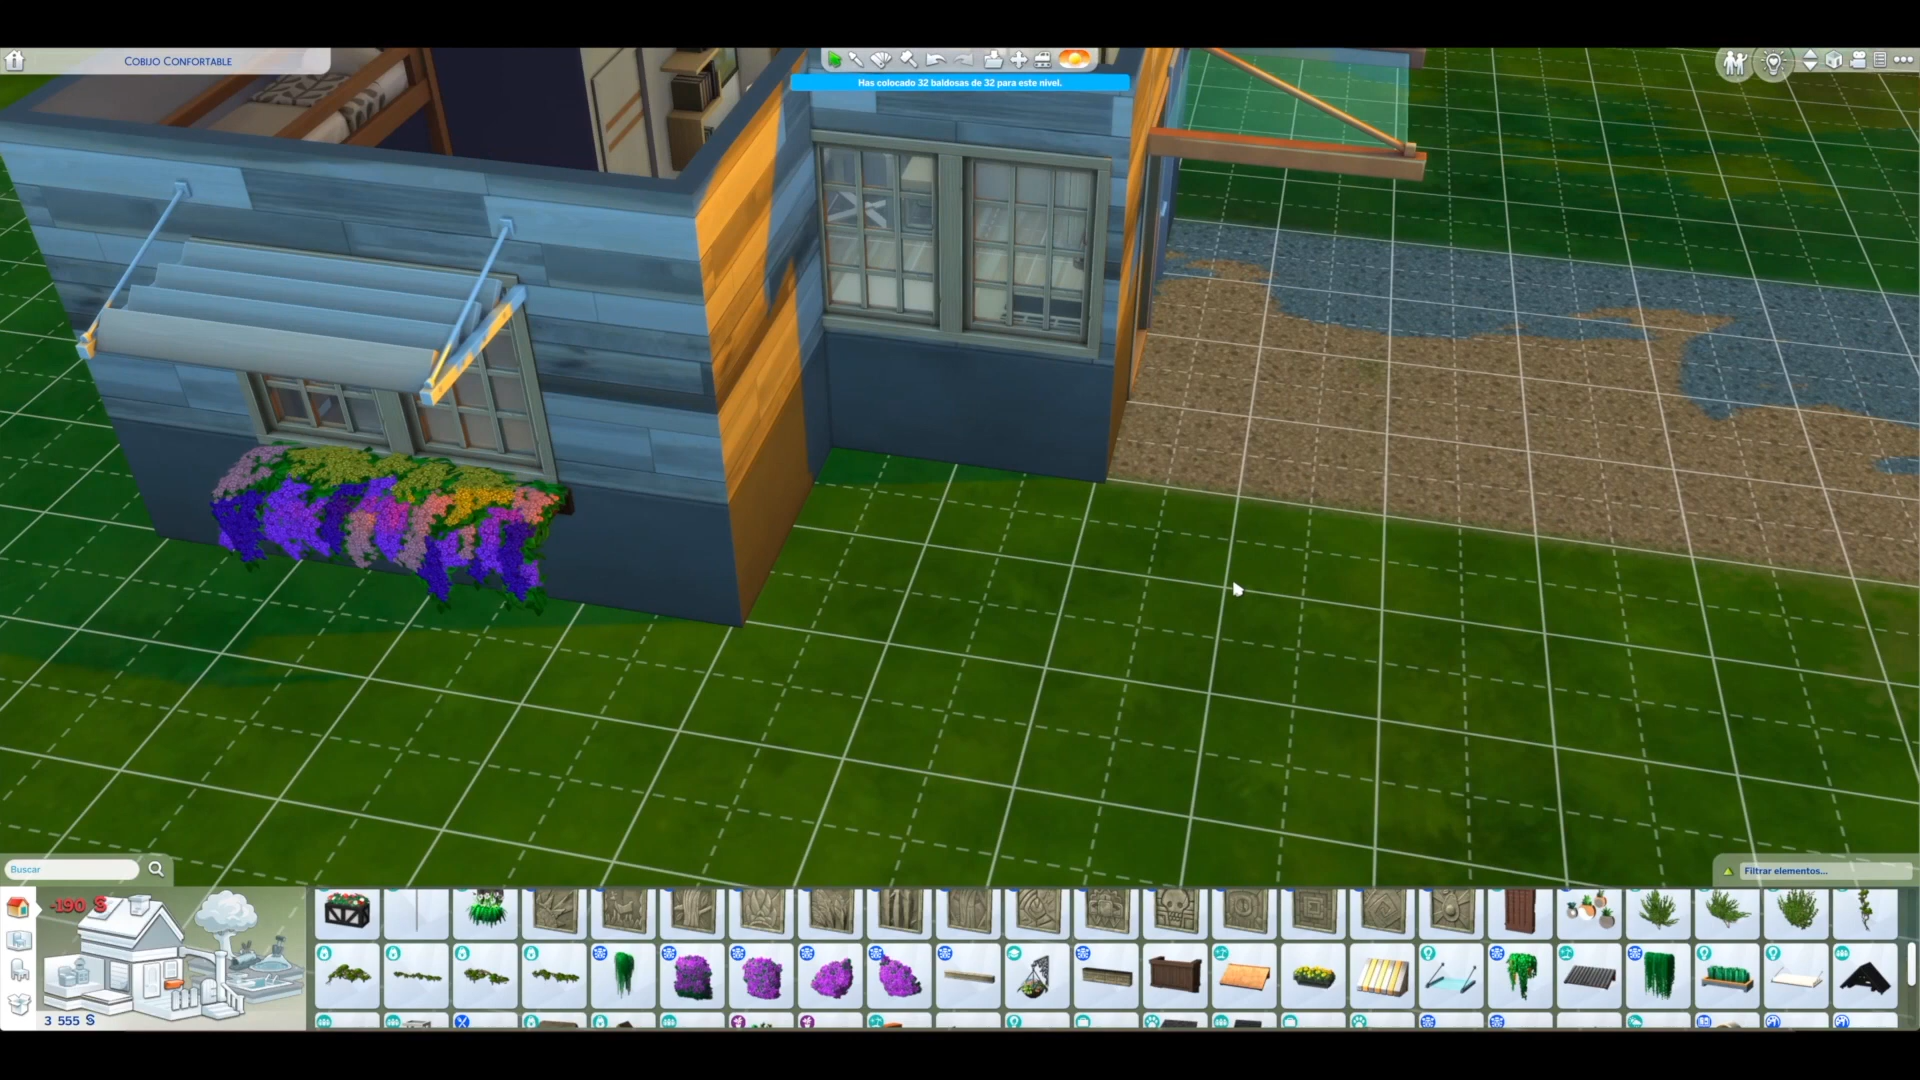 COBIJO CONFORTABLE
Has colocado 32 baldosas de 32 para este nivel.
Buscar
Filtrar elementos...
-190 §
3 555 §